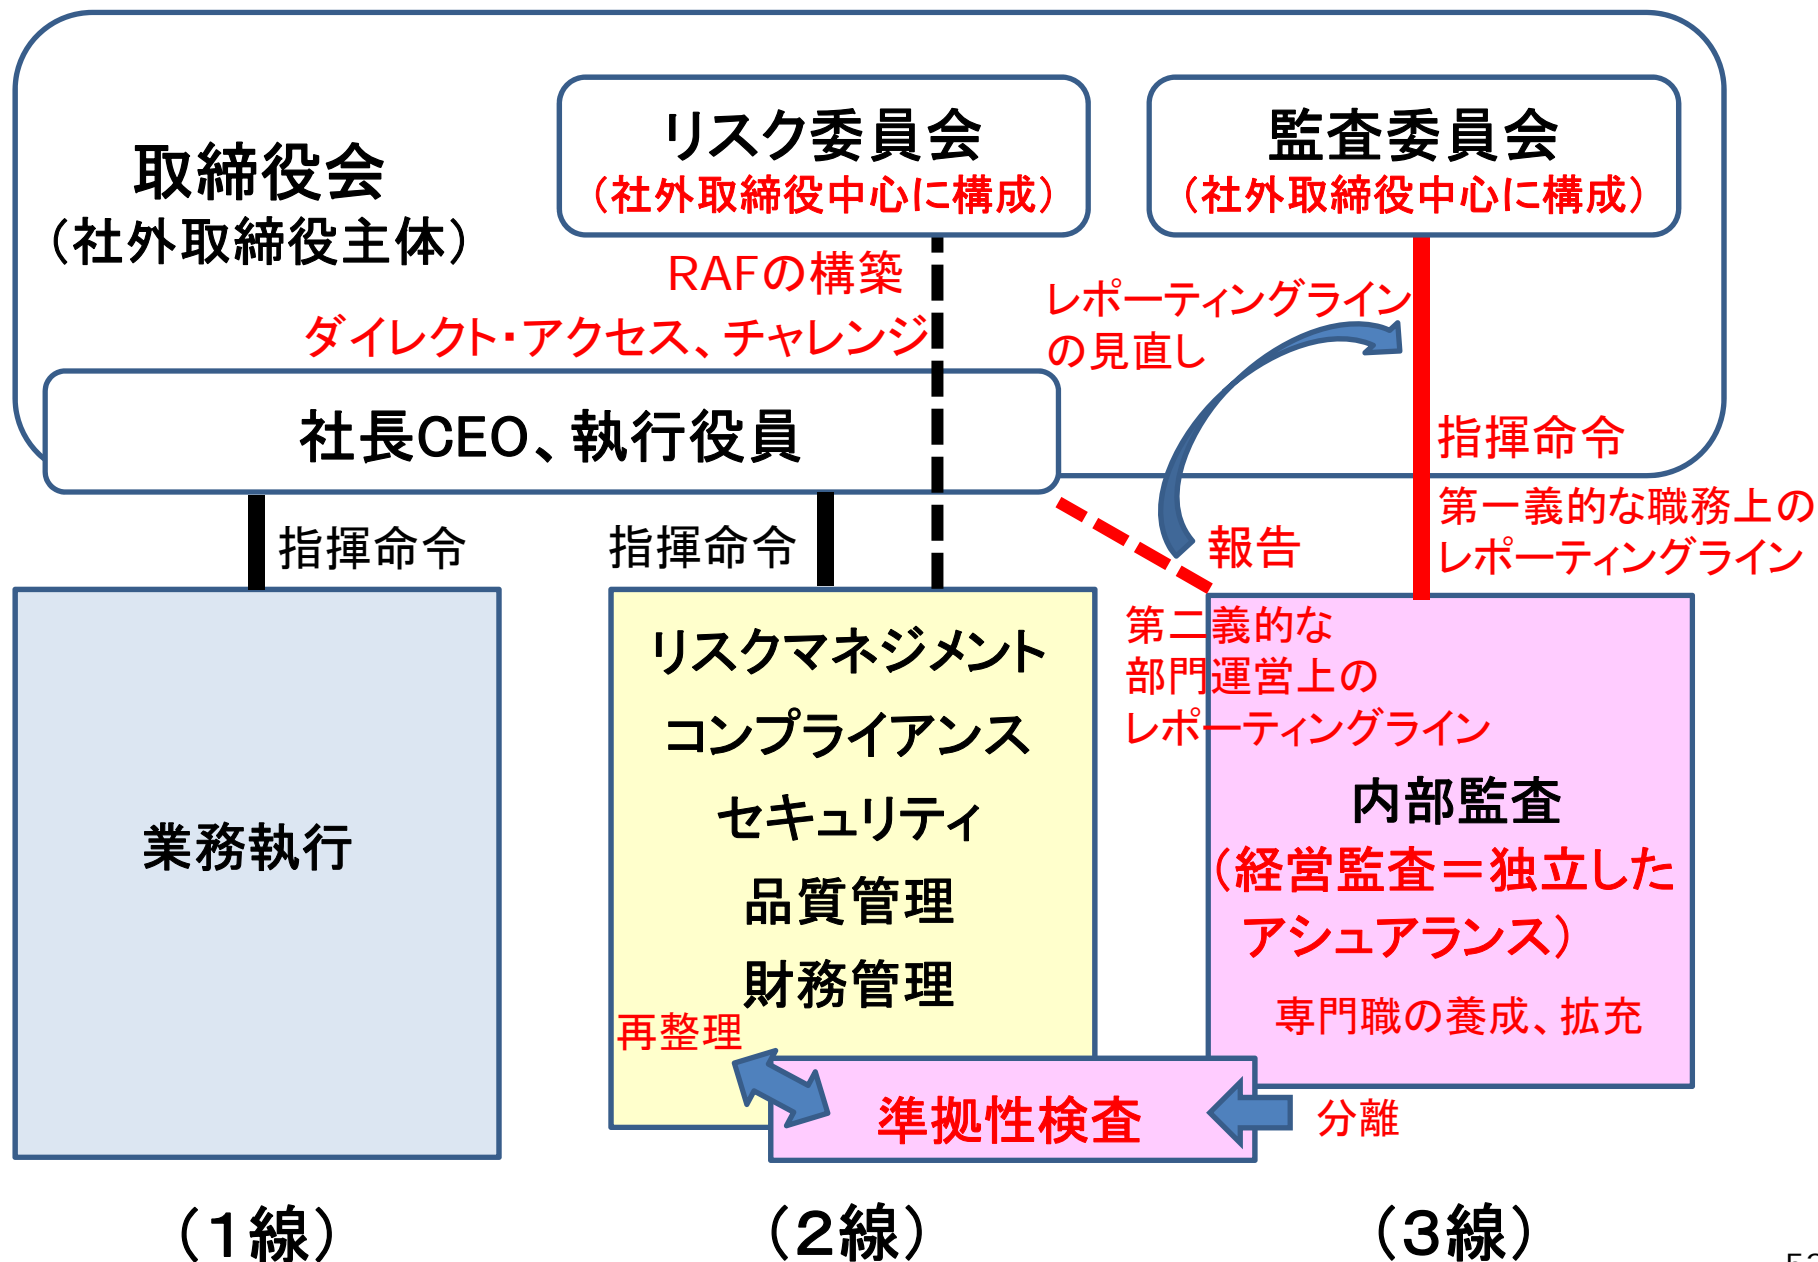 取締役会
（社外取締役主体）
リスク委員会
（社外取締役中心に構成）
監査委員会
（社外取締役中心に構成）
RAFの構築
ダイレクト・アクセス、チャレンジ
レポーティングライン
の見直し
社長CEO、執行役員
指揮命令
第一義的な職務上の
レポーティングライン
指揮命令
指揮命令
報告
第二義的な
部門運営上の
レポーティングライン
業務執行
リスクマネジメント
コンプライアンス
セキュリティ
品質管理
財務管理
再整理
内部監査
（経営監査＝独立した
アシュアランス）
専門職の養成、拡充
準拠性検査
分離
（１線）
（２線）
（３線）